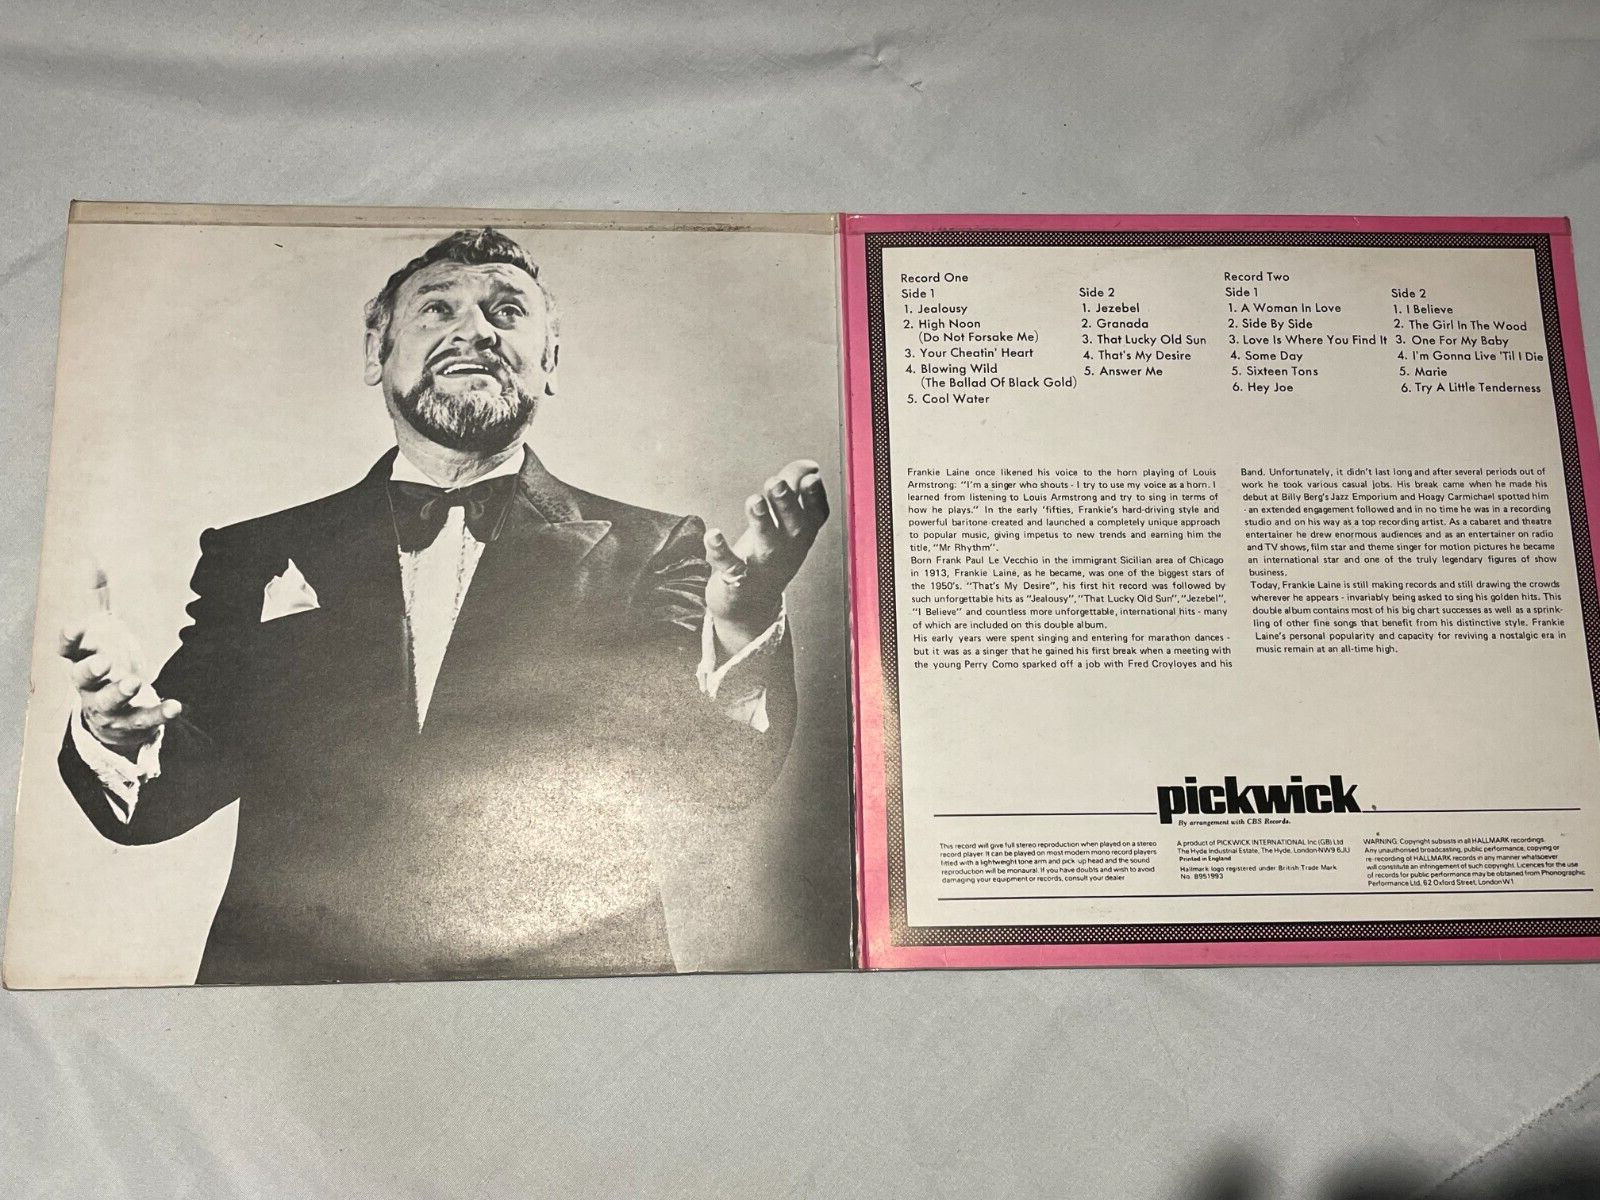 Record One
Side 1
1. Jealousy
2. High Noon
(Do Not Forsake Me)
3. Your Cheatin' Heart
4. Blowing Wild
(The Ballad Of Black Gold)
5. Cool Water
Side 2
1. Jezebel
2. Granada
3. That Lucky Old Sun
4. That's My Desire
5. Answer Me
Record Two
Side 1
1. A Woman In Love
2. Side By Side
3. Love Is Where You Find It
4. Some Day
5. Sixteen Tons
6. Hey Joe
Side 2
1. I Believe
2. The Girl In The Wood
3. One For My Baby
4. I'm Gonna Live 'Til I Die
5. Marie
6. Try A Little Tenderness
Frankie Laine once likened his voice to the horn playing of Louis
Armstrong: "I'm a singer who shouts - I try to use my voice as a horn. I
learned from listening to Louis Armstrong and try to sing in terms of
how he plays." In the early 'fifties, Frankie's hard-driving style and
powerful baritone created and launched a completely unique approach
to popular music, giving impetus to new trends and earning him the
title, "Mr Rhythm".
Born Frank Paul Le Vecchio in the immigrant Sicilian area of Chicago
in 1913, Frankie Laine, as he became, was one of the biggest stars of
the 1950's. "That's My Desire", his first hit record was followed by
such unforgettable hits as "Jealousy", "That Lucky Old Sun", "Jezebel",
"I Believe" and countless more unforgettable, international hits - many
of which are included on this double album.
His early years were spent singing and entering for marathon dances -
but it was as a singer that he gained his first break when a meeting with
the young Perry Como sparked off a job with Fred Croyloyes and his
Band. Unfortunately, it didn't last long and after several periods out of
work he took various casual jobs. His break came when he made his
debut at Billy Berg's Jazz Emporium and Hoagy Carmichael spotted him
- an extended engagement followed and in no time he was in a recording
studio and on his way as a top recording artist. As a cabaret and theatre
entertainer he drew enormous audiences and as an entertainer on radio
and TV shows, film star and theme singer for motion pictures he became
an international star and one of the truly legendary figures of show
business.
Today, Frankie Laine is still making records and still drawing the crowds
wherever he appears - invariably being asked to sing his golden hits. This
double album contains most of his big chart successes as well as a sprink-
ling of other fine songs that benefit from his distinctive style. Frankie
Laine's personal popularity and capacity for reviving a nostalgic era in
music remain at an all-time high.
pickwick
By arrangement with CBS Records.
This record will give full stereo reproduction when played on a stereo
record player. It can be played on most modern mono record players
fitted with a lightweight tone arm and pick up head and the sound
reproduction will be monaural. If you have doubts and wish to avoid
damaging your equipment or records, consult your dealer
A product of PICKWICK INTERNATIONAL Inc (GB) Ltd
The Hyde Industrial Estate, The Hyde, London NW9 6JU
Printed in England
Hallmark logo registered under British Trade Mark
No. B951993
WARNING: Copyright subsists in all HALLMARK recordings.
Any unauthorised broadcasting, public performance, copying or
re-recording of HALLMARK records in any manner whatsoever
will constitute an infringement of such copyright. Licences for the use
of records for public performance may be obtained from Phonographic
Performance Ltd, 62 Oxford Street, London W1